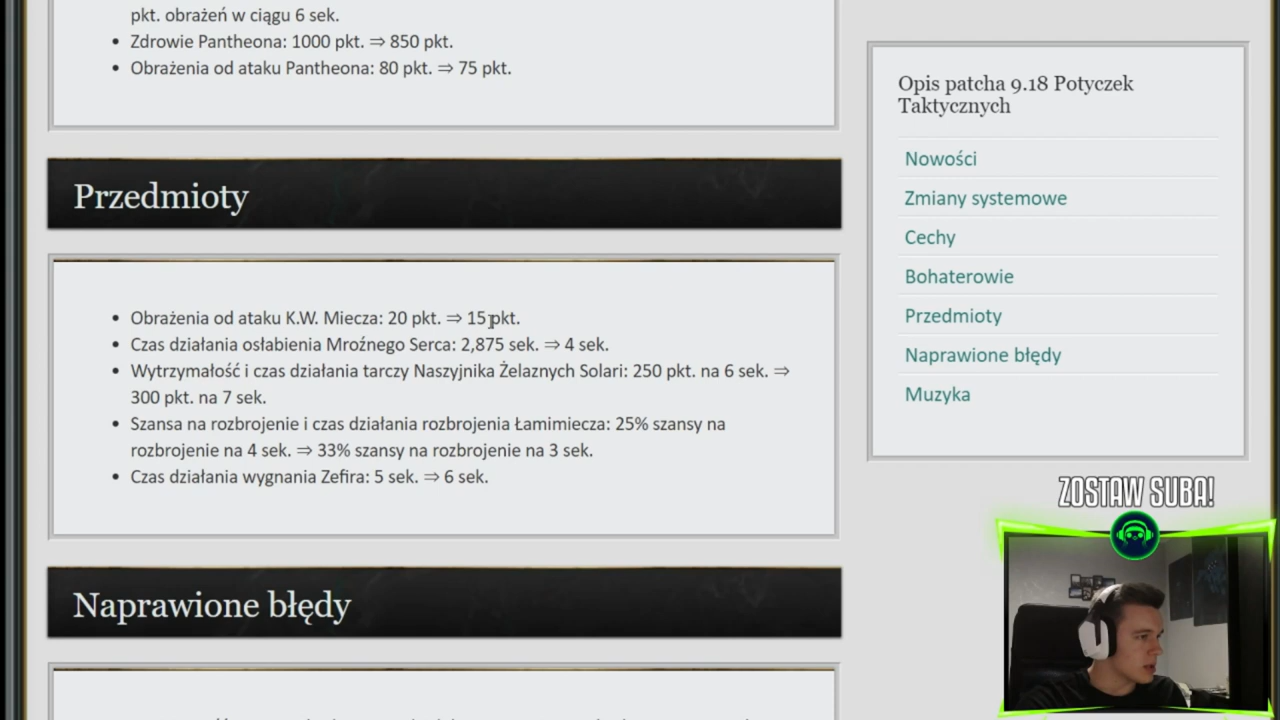 pkt. obrażeń w ciągu 6 sek.
• Zdrowie Pantheona: 1000 pkt. ⇒ 850 pkt.
• Obrażenia od ataku Pantheona: 80 pkt. ⇒ 75 pkt.
Przedmioty
• Obrażenia od ataku K.W. Miecza: 20 pkt. ⇒ 15 pkt.
• Czas działania osłabienia Mroźnego Serca: 2,875 sek. ⇒ 4 sek.
• Wytrzymałość i czas działania tarczy Naszyjnika Żelaznych Solari: 250 pkt. na 6 sek. ⇒
300 pkt. na 7 sek.
• Szansa na rozbrojenie i czas działania rozbrojenia Łamimiecza: 25% szansy na
rozbrojenie na 4 sek. ⇒ 33% szansy na rozbrojenie na 3 sek.
• Czas działania wygnania Zefira: 5 sek. ⇒ 6 sek.
Naprawione błędy
Opis patcha 9.18 Potyczek
Taktycznych
Nowości
Zmiany systemowe
Cechy
Bohaterowie
Przedmioty
Naprawione błędy
Muzyka
ZOSTAW SUBA!